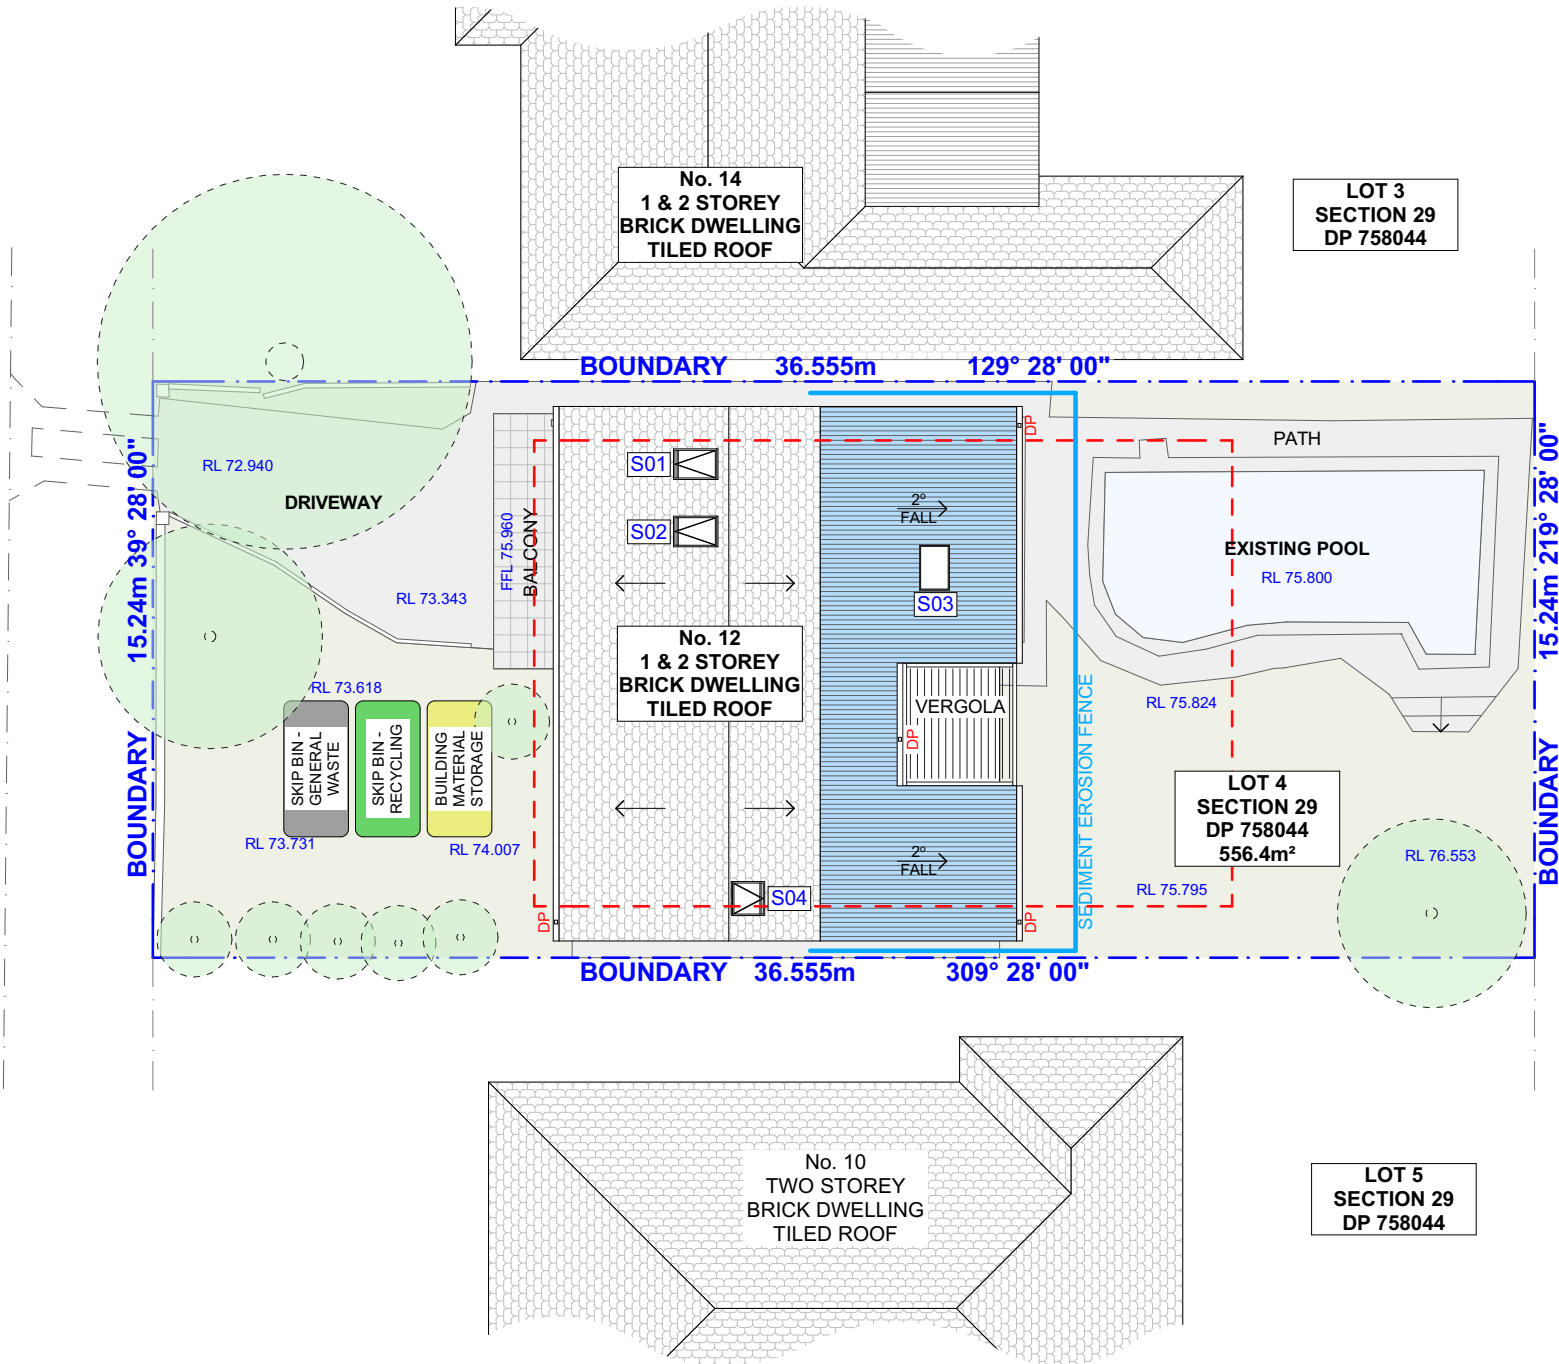 No. 14
1 & 2 STOREY
BRICK DWELLING
TILED ROOF
LOT 3
SECTION 29
DP 758044
BOUNDARY 36.555m 129° 28' 00"
BOUNDARY 15.24m 39° 28' 00"
RL 72.940
DRIVEWAY
RL 73.343
FFL 75.960
BALCONY
S01
S02
2°
FALL
S03
DP
PATH
EXISTING POOL
RL 75.800
BOUNDARY 15.24m 219° 28' 00"
No. 12
1 & 2 STOREY
BRICK DWELLING
TILED ROOF
VERGOLA
DP
SEDIMENT EROSION FENCE
RL 75.824
RL 73.618
SKIP BIN -
GENERAL
WASTE
SKIP BIN -
RECYCLING
BUILDING
MATERIAL
STORAGE
RL 73.731
RL 74.007
LOT 4
SECTION 29
DP 758044
556.4m²
2°
FALL
RL 76.553
RL 75.795
S04
DP
DP
BOUNDARY 36.555m 309° 28' 00"
No. 10
TWO STOREY
BRICK DWELLING
TILED ROOF
LOT 5
SECTION 29
DP 758044